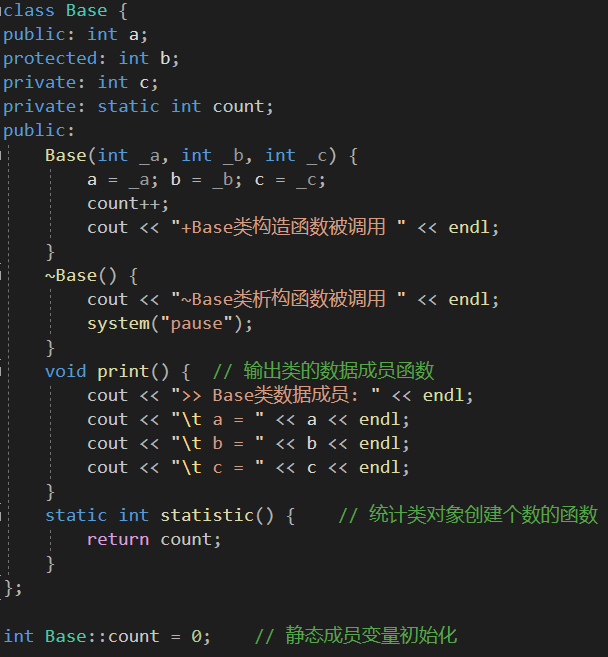 class Base {
public: int a;
protected: int b;
private: int c;
private: static int count;
public:
    Base(int _a, int _b, int _c) {
        a = _a; b = _b; c = _c;
        count++;
        cout << "+Base类构造函数被调用 " << endl;
    }
    ~Base() {
        cout << "~Base类析构函数被调用 " << endl;
        system("pause");
    }
    void print() {  // 输出类的数据成员函数
        cout << ">> Base类数据成员: " << endl;
        cout << "\t a = " << a << endl;
        cout << "\t b = " << b << endl;
        cout << "\t c = " << c << endl;
    }
    static int statistic() {    // 统计类对象创建个数的函数
        return count;
    }
};
int Base::count = 0;    // 静态成员变量初始化